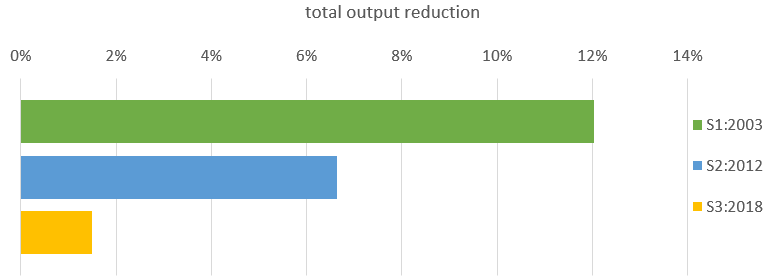 total output reduction
0% 2% 4% 6% 8% 10% 12% 14%
S1:2003
S2:2012
S3:2018